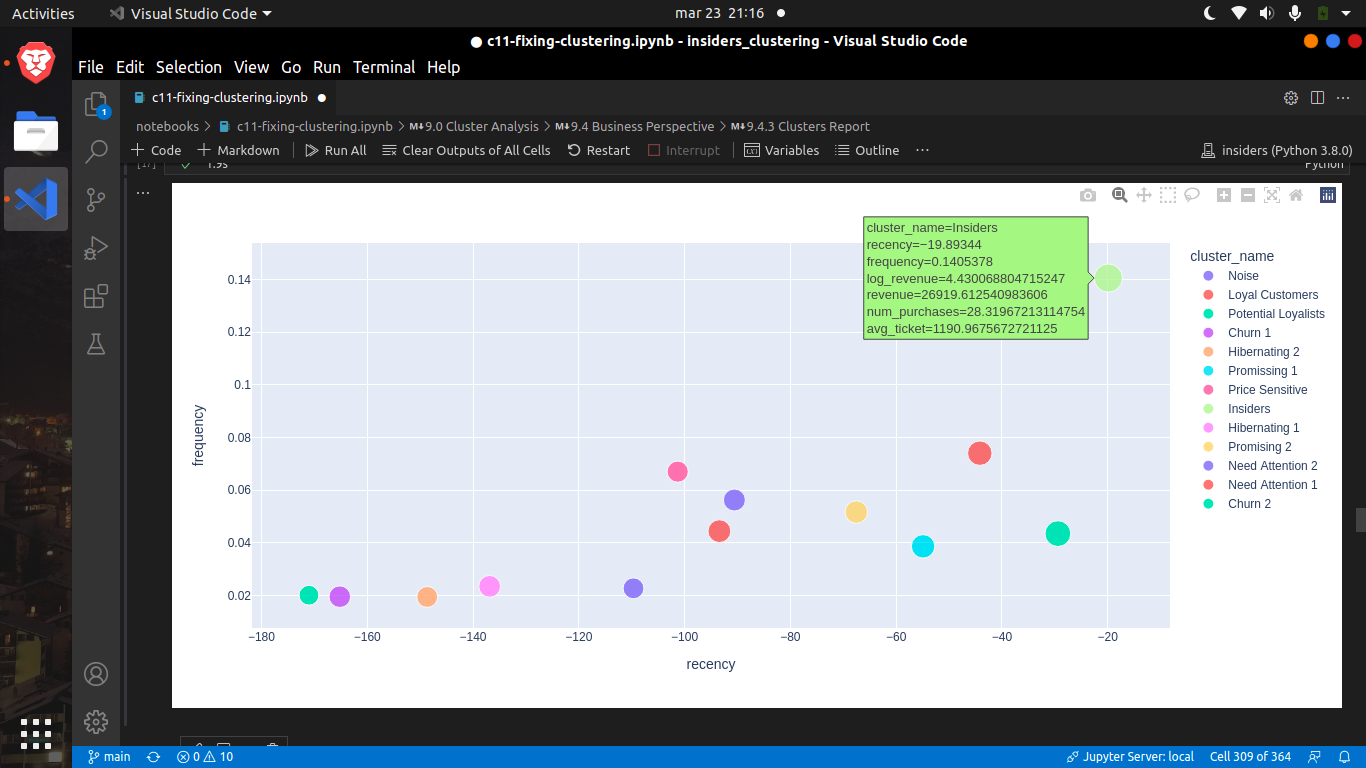 Activities
Visual Studio Code
mar 23 21:16
c11-fixing-clustering.ipynb - insiders_clustering - Visual Studio Code
File Edit Selection View Go Run Terminal Help
1
c11-fixing-clustering.ipynb
notebooks > c11-fixing-clustering.ipynb > M↓9.0 Cluster Analysis > M↓9.4 Business Perspective > M↓9.4.3 Clusters Report
+ Code + Markdown Run All Clear Outputs of All Cells Restart Interrupt Variables Outline ··· insiders (Python 3.8.0)
[17] 1.9s Python
cluster_name=Insiders
recency=−19.89344
frequency=0.1405378
log_revenue=4.430068804715247
revenue=26919.612540983606
num_purchases=28.31967213114754
avg_ticket=1190.9675672721125
0.14
0.12
0.1
0.08
0.06
0.04
0.02
frequency
−180 −160 −140 −120 −100 −80 −60 −40 −20
recency
cluster_name
Noise
Loyal Customers
Potential Loyalists
Churn 1
Hibernating 2
Promissing 1
Price Sensitive
Insiders
Hibernating 1
Promising 2
Need Attention 2
Need Attention 1
Churn 2
main 0 10 Jupyter Server: local Cell 309 of 364